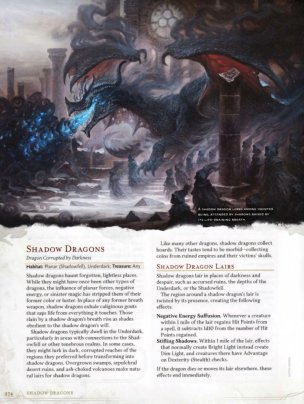 A SHADOW DRAGON LURKS AMONG HAUNTED
RUINS, ATTENDED BY SHADOWS RAISED BY
ITS LIFE-DRAINING BREATH.
SHADOW DRAGONS
Dragon Corrupted by Darkness
Habitat: Planar (Shadowfell), Underdark; Treasure: Any
Shadow dragons haunt forgotten, lightless places.
While they might have once been other types of
dragons, the influence of planar forces, negative
energy, or sinister magic has stripped them of their
former color or luster. In place of any former breath
weapon, shadow dragons exhale caliginous gouts
that sap life from everything it touches. Those
slain by a shadow dragon's breath rise as shades
obedient to the shadow dragon's will.
Shadow dragons typically dwell in the Underdark,
particularly in areas with connections to the Shad-
owfell or other tenebrous realms. In some cases,
they might lurk in dark, corrupted reaches of the
regions they preferred before transforming into
shadow dragons. Overgrown swamps, sepulchral
desert ruins, and ash-choked volcanoes make natu-
ral lairs for shadow dragons.
Like many other dragons, shadow dragons collect
hoards. Their tastes tend to be morbid—collecting
coins from ruined empires and their victims' skulls.
SHADOW DRAGON LAIRS
Shadow dragons lair in places of darkness and
despair, such as accursed ruins, the depths of the
Underdark, or the Shadowfell.
The region around a shadow dragon's lair is
twisted by its presence, creating the following
effects:
Negative Energy Suffusion. Whenever a creature
within 1 mile of the lair regains Hit Points from
a spell, it subtracts 1d10 from the number of Hit
Points regained.
Stifling Shadows. Within 1 mile of the lair, effects
that normally create Bright Light instead create
Dim Light, and creatures there have Advantage
on Dexterity (Stealth) checks.
If the dragon dies or moves its lair elsewhere, these
effects end immediately.
SHADOW DRAGONS